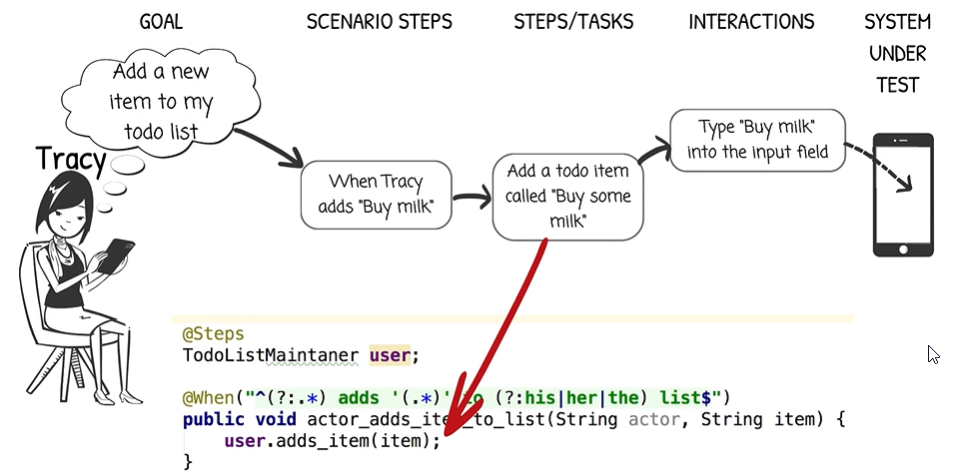 GOAL
SCENARIO STEPS
STEPS/TASKS
INTERACTIONS
SYSTEM
UNDER
TEST
Add a new
item to my
todo list
Tracy
When Tracy
adds "Buy milk"
Add a todo item
called "Buy some
milk"
Type "Buy milk"
into the input field
@Steps
TodoListMaintaner user;
@When("^(?:.*) adds '(.*)' to (?:his|her|the) list$")
public void actor_adds_item_to_list(String actor, String item) {
user.adds_item(item);
}